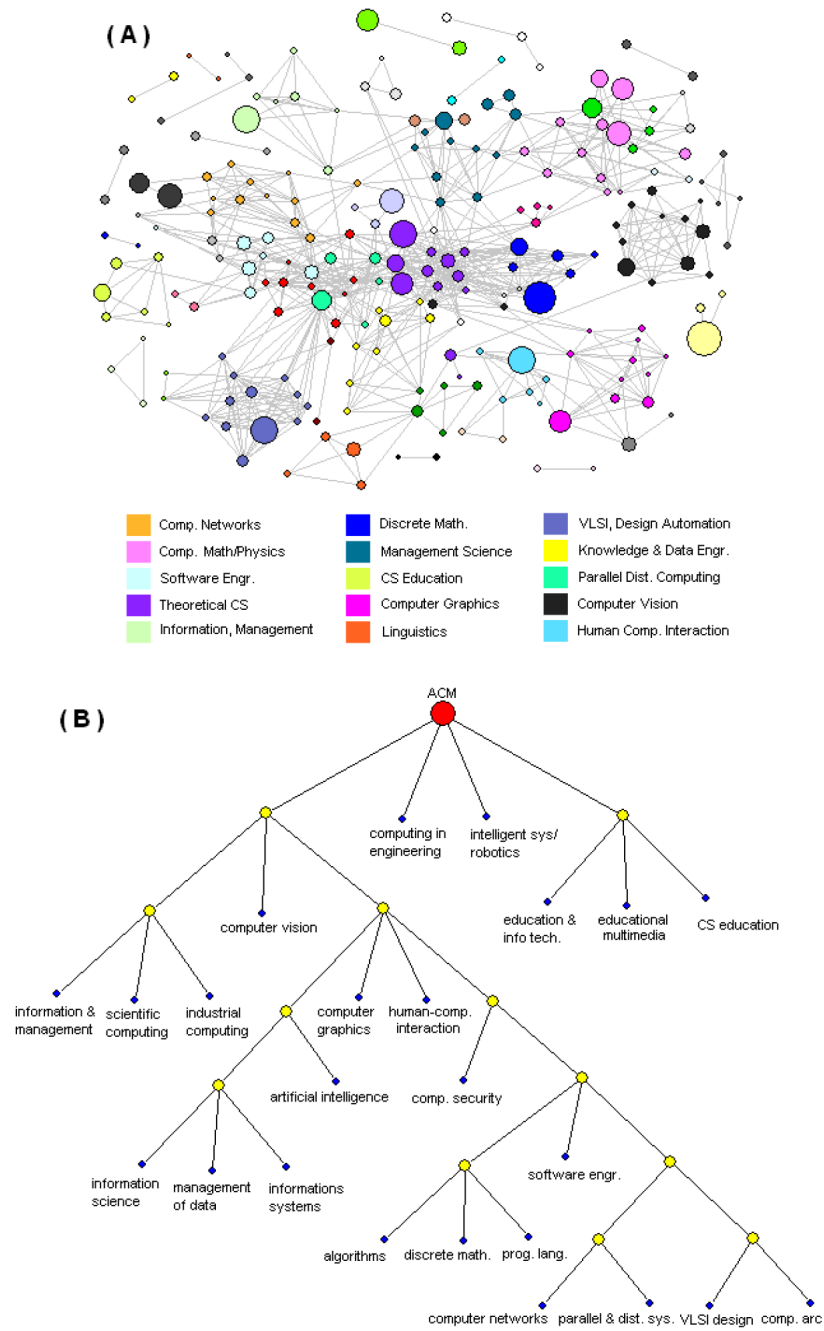 ( A )
Comp. Networks
Discrete Math.
VLSI, Design Automation
Comp. Math/Physics
Management Science
Knowledge & Data Engr.
Software Engr.
CS Education
Parallel Dist. Computing
Theoretical CS
Computer Graphics
Computer Vision
Information, Management
Linguistics
Human Comp. Interaction
( B )
ACM
computing in
engineering
intelligent sys/
robotics
computer vision
education &
info tech.
educational
multimedia
CS education
information &
management
scientific
computing
industrial
computing
computer
graphics
human-comp.
interaction
artificial intelligence
comp. security
information
science
management
of data
informations
systems
software engr.
algorithms
discrete math.
prog. lang.
computer networks
parallel & dist. sys.
VLSI design
comp. arc